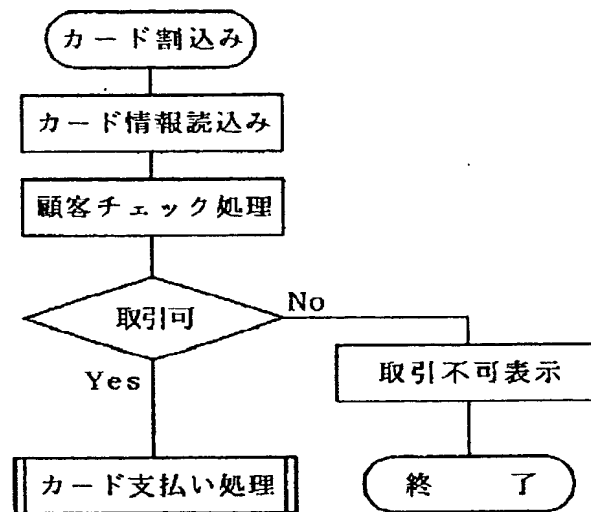 カード割込み
カード情報読込み
顧客チェック処理
取引可
No
Yes
取引不可表示
カード支払い処理
終　　了